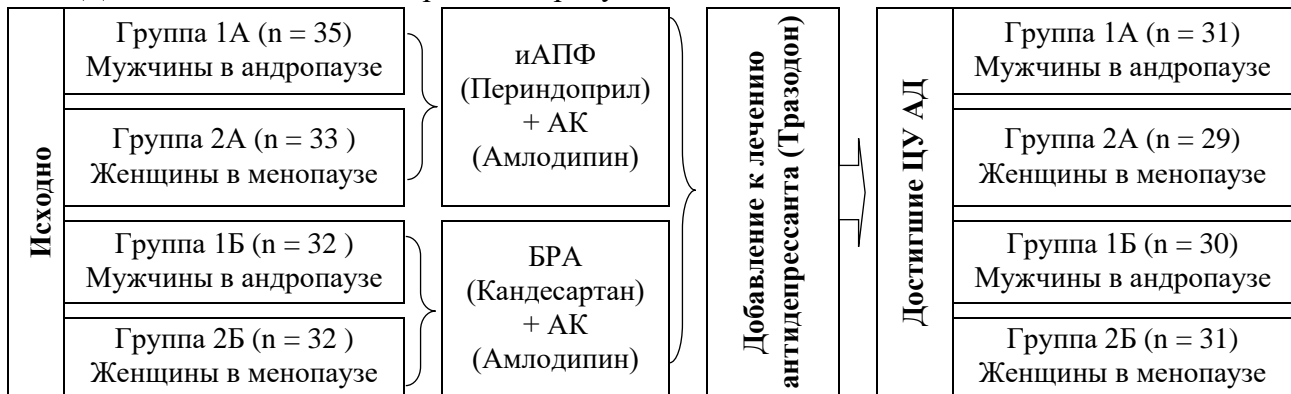 Исходно
Группа 1А (n = 35)
Мужчины в андропаузе
Группа 2А (n = 33 )
Женщины в менопаузе
Группа 1Б (n = 32 )
Мужчины в андропаузе
Группа 2Б (n = 32 )
Женщины в менопаузе
иАПФ
(Периндоприл)
+ АК
(Амлодипин)
БРА
(Кандесартан)
+ АК
(Амлодипин)
Добавление к лечению
антидепрессанта (Тразодон)
Достигшие ЦУ АД
Группа 1А (n = 31)
Мужчины в андропаузе
Группа 2А (n = 29)
Женщины в менопаузе
Группа 1Б (n = 30)
Мужчины в андропаузе
Группа 2Б (n = 31)
Женщины в менопаузе